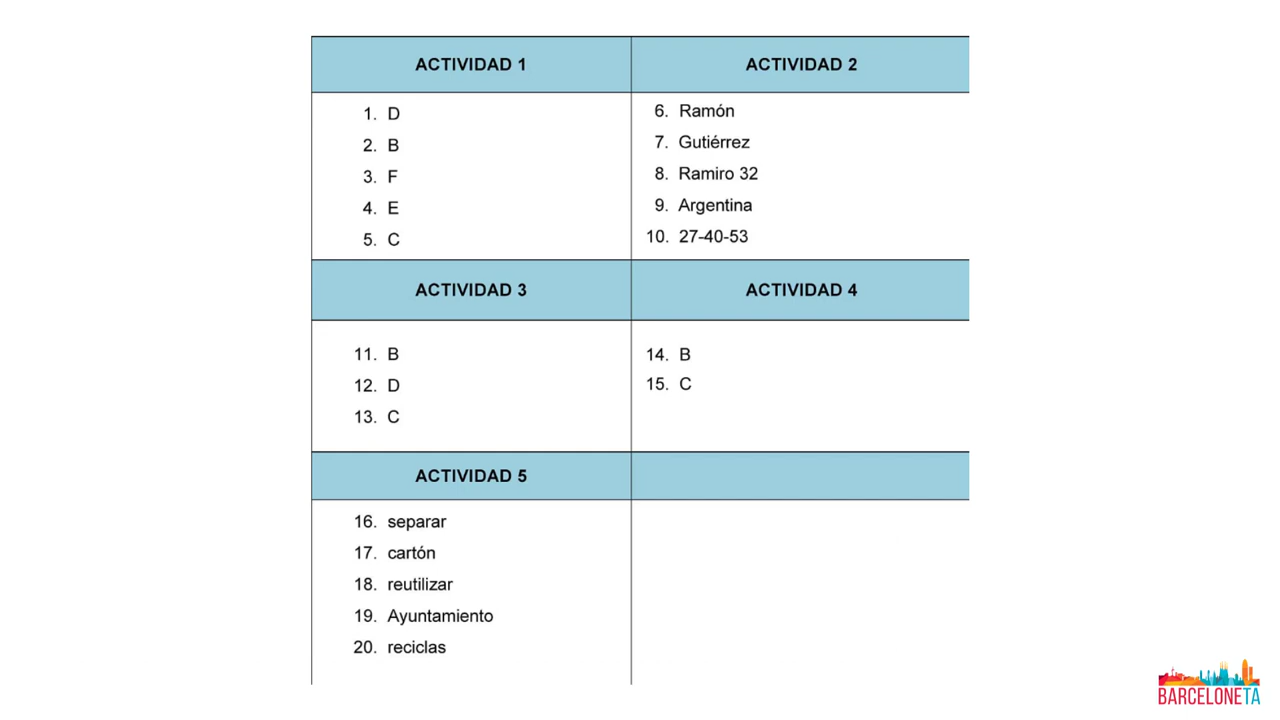 ACTIVIDAD 1
1. D
2. B
3. F
4. E
5. C
ACTIVIDAD 2
6. Ramón
7. Gutiérrez
8. Ramiro 32
9. Argentina
10. 27-40-53
ACTIVIDAD 3
11. B
12. D
13. C
ACTIVIDAD 4
14. B
15. C
ACTIVIDAD 5
16. separar
17. cartón
18. reutilizar
19. Ayuntamiento
20. reciclas
BARCELONETA